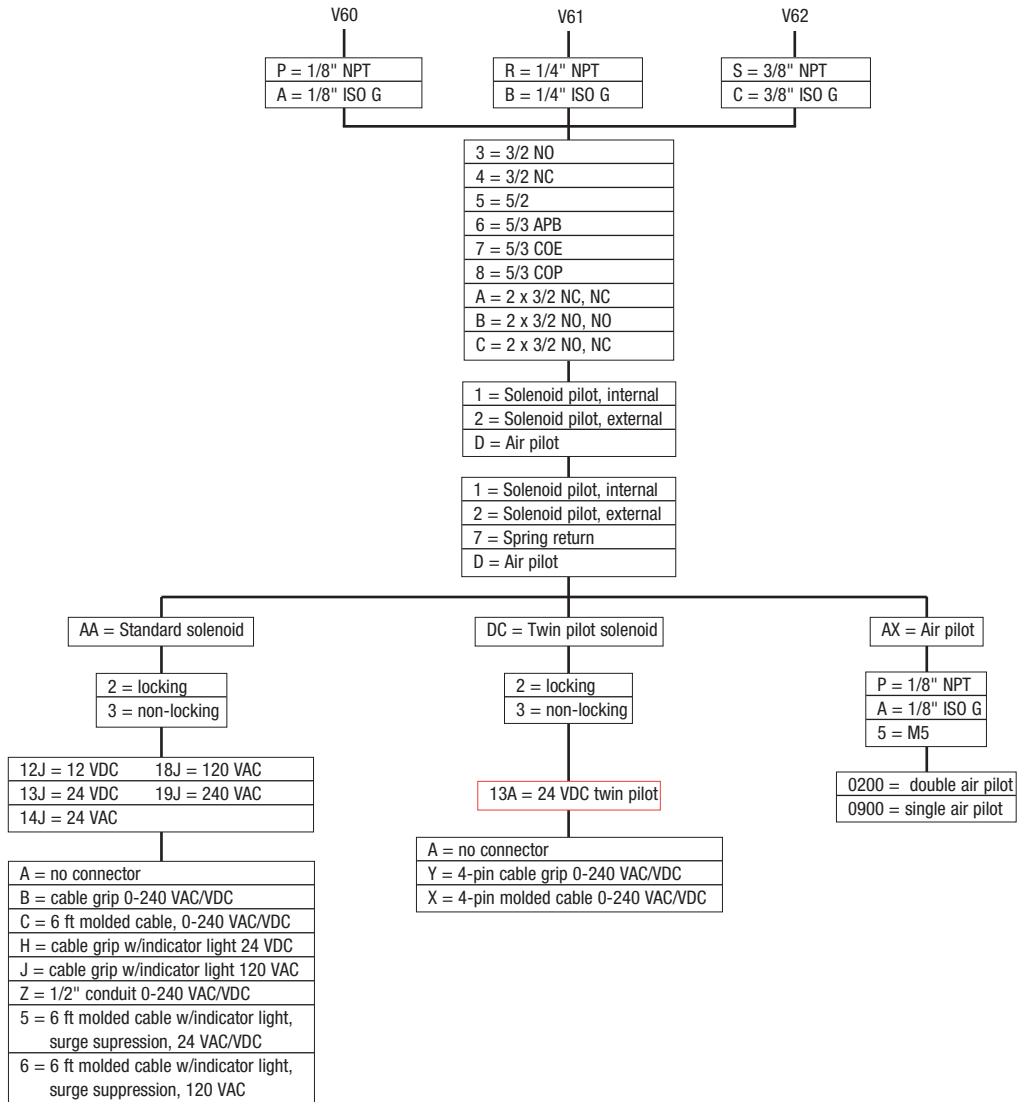 V60
V61
V62
P = 1/8" NPT
A = 1/8" ISO G
R = 1/4" NPT
B = 1/4" ISO G
S = 3/8" NPT
C = 3/8" ISO G
3 = 3/2 NO
4 = 3/2 NC
5 = 5/2
6 = 5/3 APB
7 = 5/3 COE
8 = 5/3 COP
A = 2 x 3/2 NC, NC
B = 2 x 3/2 NO, NO
C = 2 x 3/2 NO, NC
1 = Solenoid pilot, internal
2 = Solenoid pilot, external
D = Air pilot
1 = Solenoid pilot, internal
2 = Solenoid pilot, external
7 = Spring return
D = Air pilot
AA = Standard solenoid
2 = locking
3 = non-locking
12J = 12 VDC 18J = 120 VAC
13J = 24 VDC 19J = 240 VAC
14J = 24 VAC
A = no connector
B = cable grip 0-240 VAC/VDC
C = 6 ft molded cable, 0-240 VAC/VDC
H = cable grip w/indicator light 24 VDC
J = cable grip w/indicator light 120 VAC
Z = 1/2" conduit 0-240 VAC/VDC
5 = 6 ft molded cable w/indicator light,
surge supression, 24 VAC/VDC
6 = 6 ft molded cable w/indicator light,
surge suppression, 120 VAC
DC = Twin pilot solenoid
2 = locking
3 = non-locking
13A = 24 VDC twin pilot
A = no connector
Y = 4-pin cable grip 0-240 VAC/VDC
X = 4-pin molded cable 0-240 VAC/VDC
AX = Air pilot
P = 1/8" NPT
A = 1/8" ISO G
5 = M5
0200 = double air pilot
0900 = single air pilot